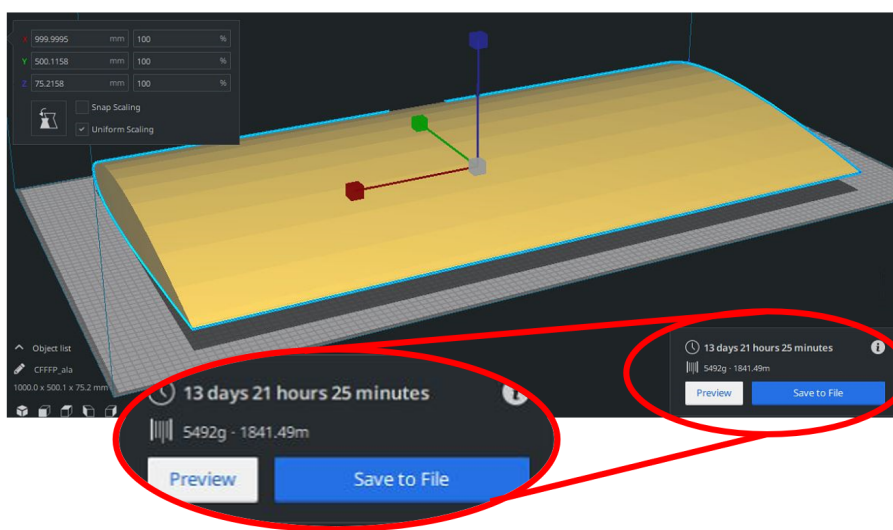 X 999.9995 mm 100 %
Y 500.1158 mm 100 %
Z 75.2158 mm 100 %
Snap Scaling
Uniform Scaling
Object list
CFFFP_ala
1000.0 x 500.1 x 75.2 mm
13 days 21 hours 25 minutes
5492g - 1841.49m
Preview Save to File
13 days 21 hours 25 minutes
5492g - 1841.49m
Preview Save to File